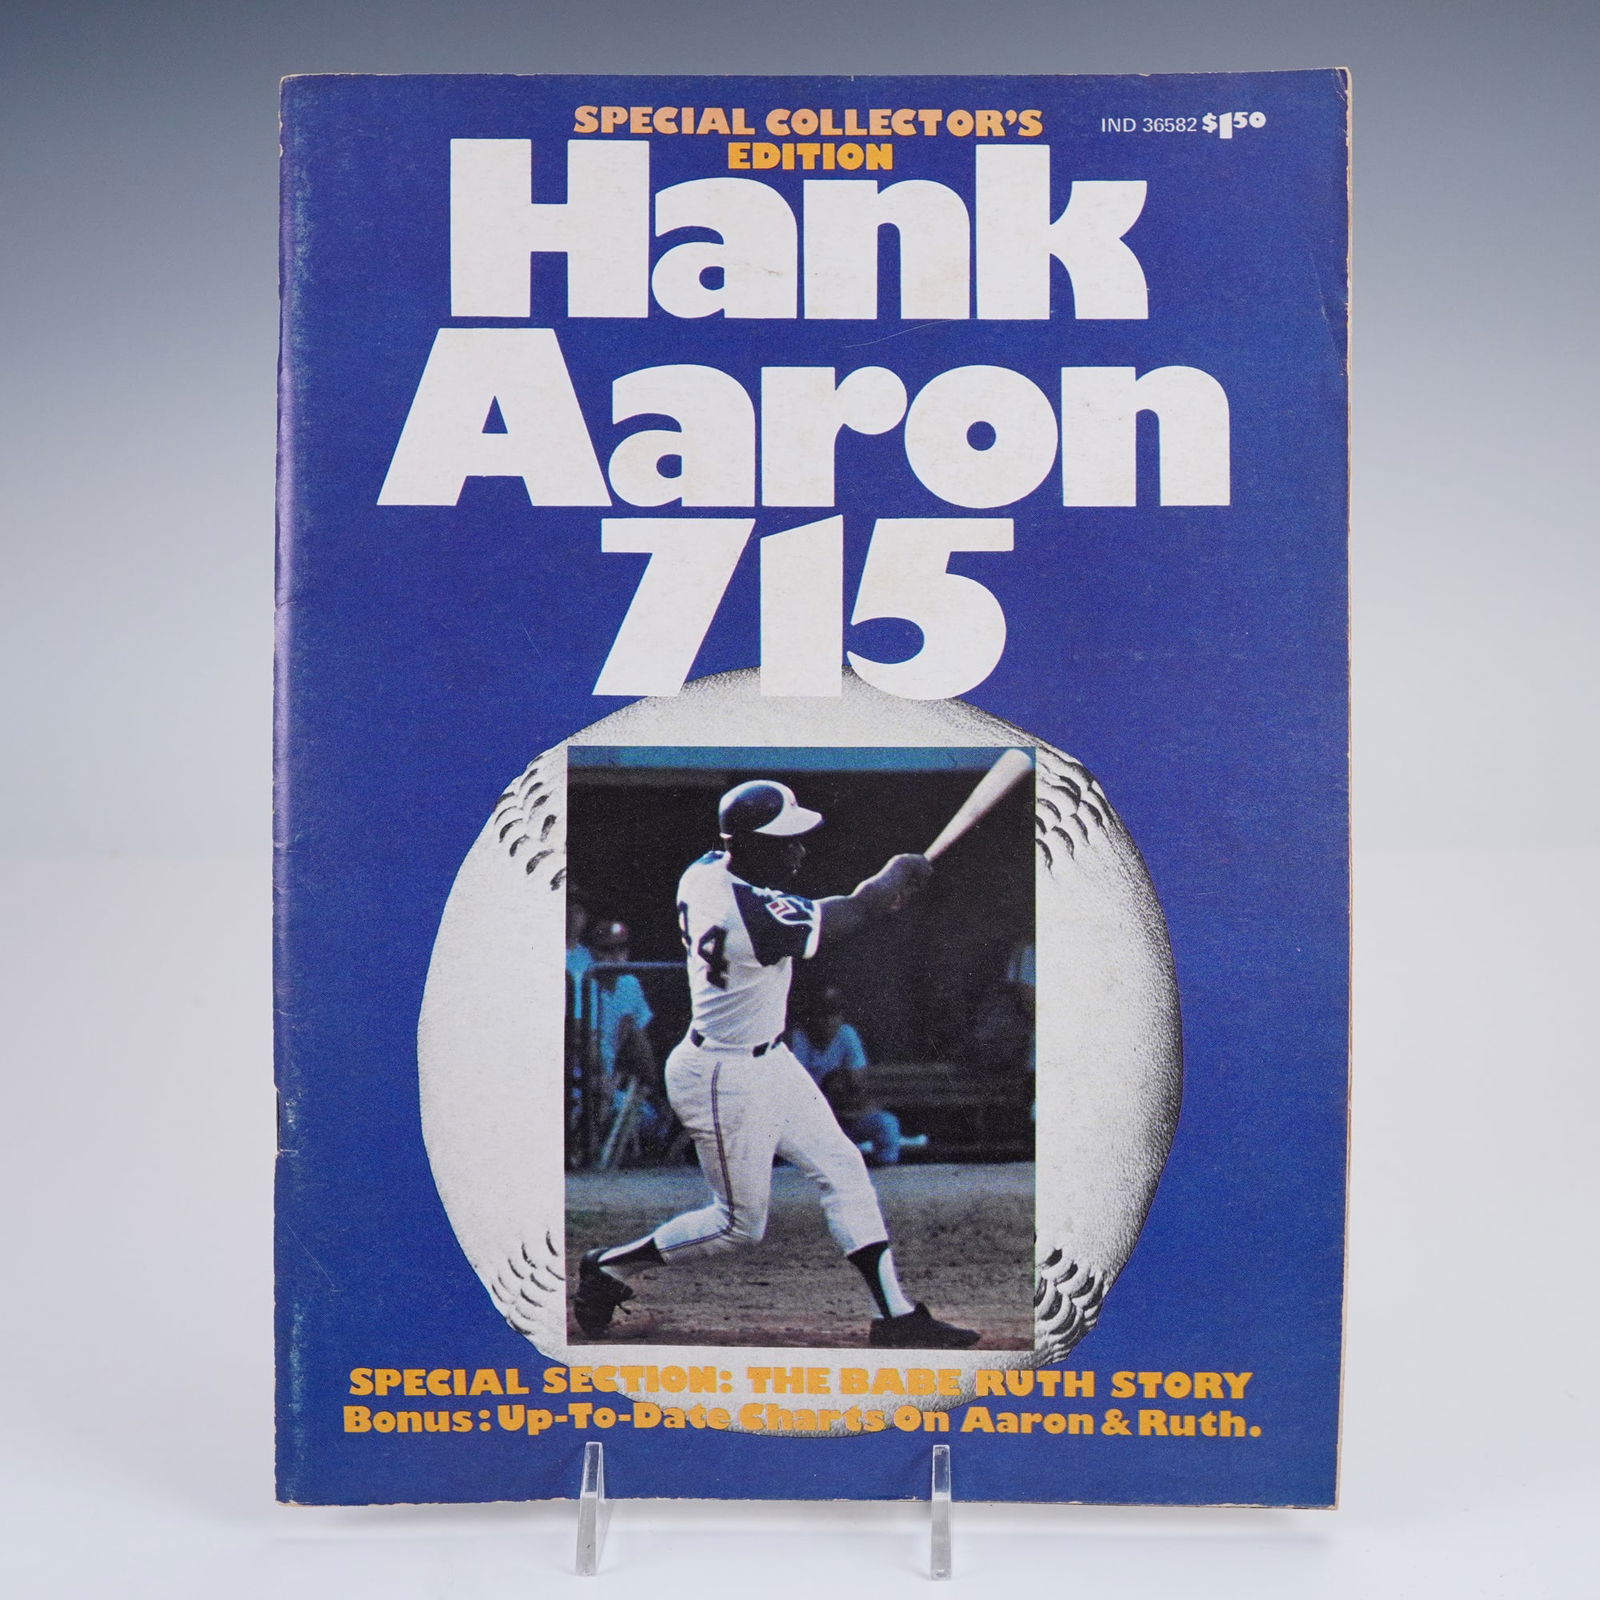 SPECIAL COLLECTOR'S
EDITION
IND 36582 $1.50
Hank
Aaron
715
44
SPECIAL SECTION: THE BABE RUTH STORY
Bonus: Up-To-Date Charts On Aaron & Ruth.